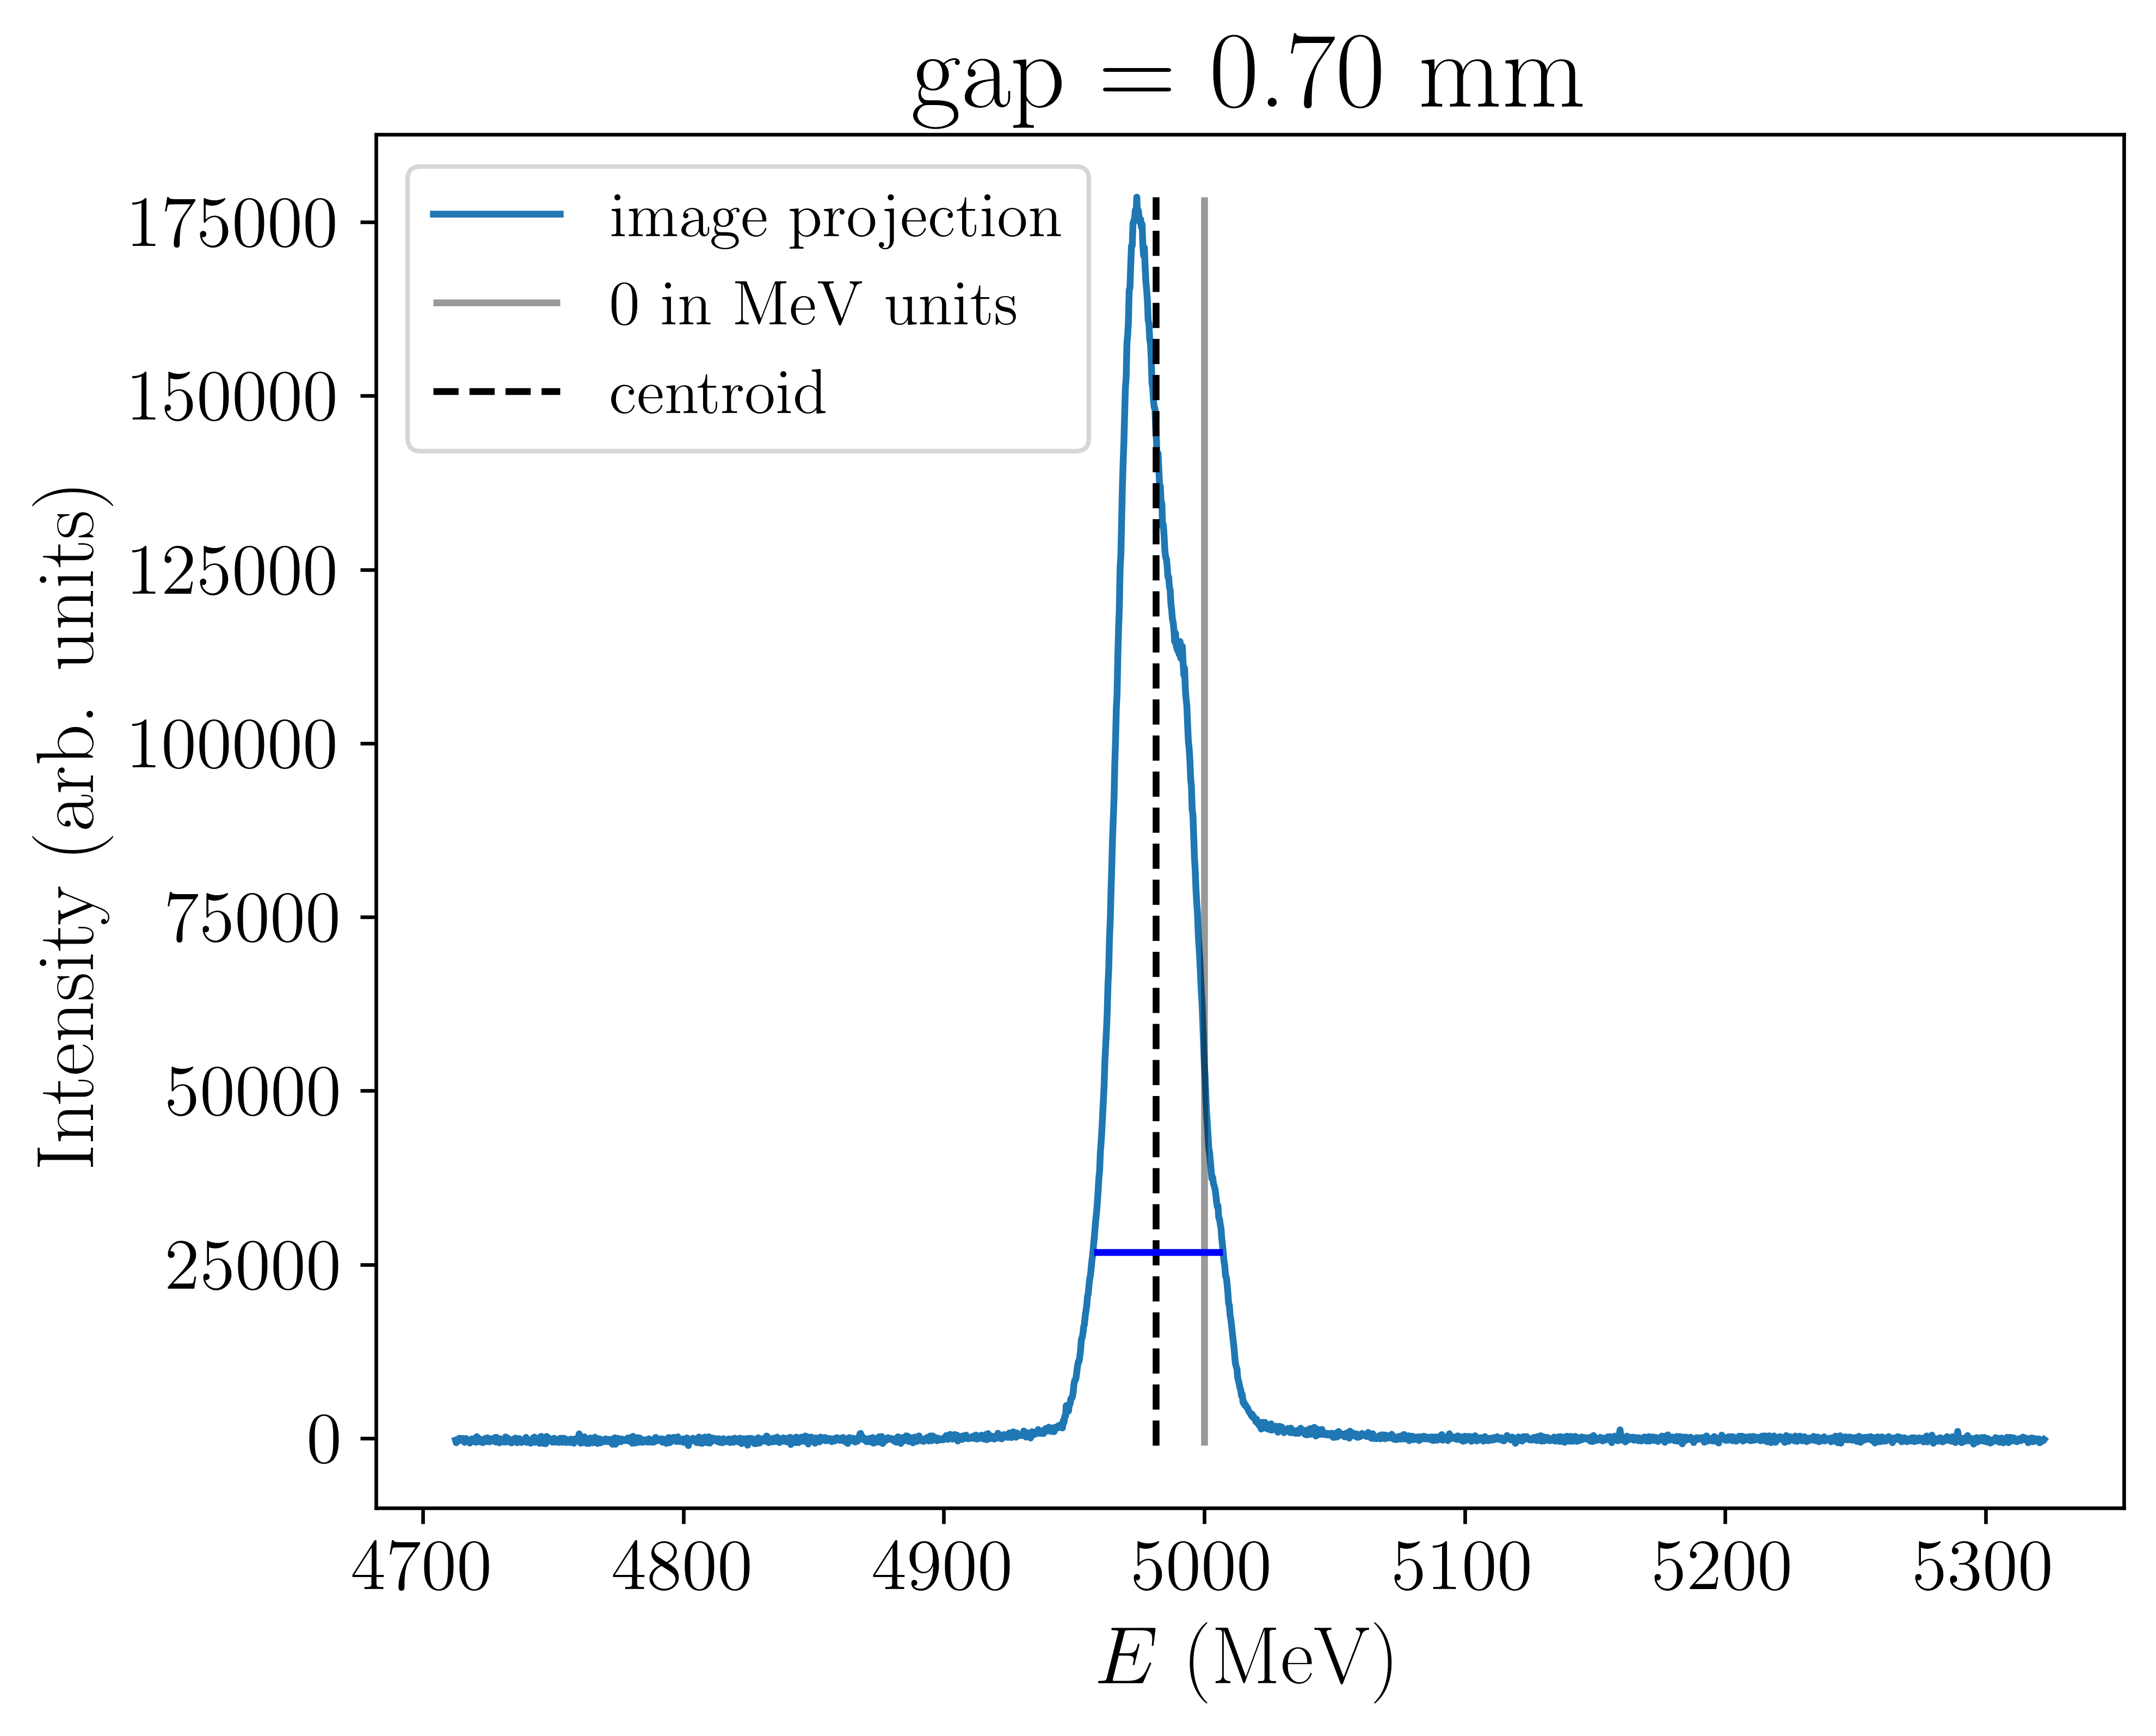 gap = 0.70 mm
image projection
0 in MeV units
centroid
175000
150000
125000
100000
75000
50000
25000
0
Intensity (arb. units)
4700 4800 4900 5000 5100 5200 5300
E (MeV)